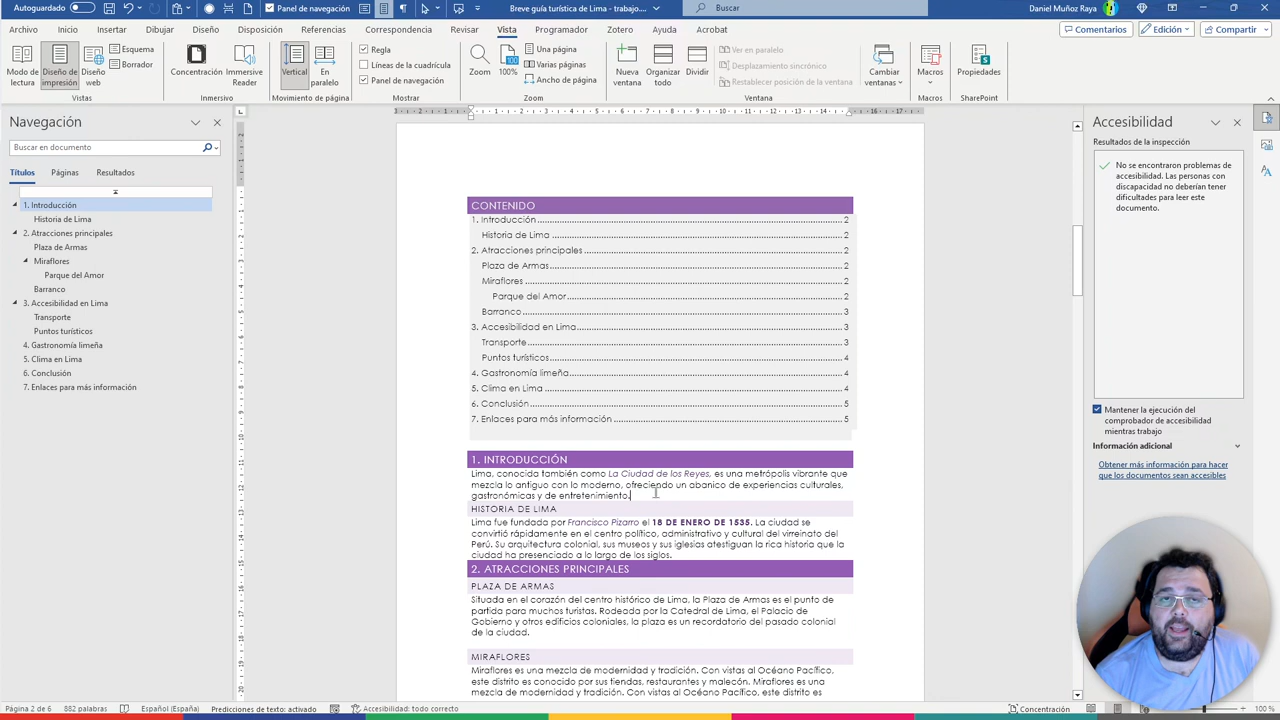 Autoguardado
Panel de navegación
Breve guía turística de Lima - trabajo...
Buscar
Daniel Muñoz Raya
Archivo Inicio Insertar Dibujar Diseño Disposición Referencias Correspondencia Revisar Vista Programador Zotero Ayuda Acrobat
Comentarios
Edición
Compartir
Modo de lectura
Diseño de impresión
Diseño web
Esquema
Borrador
Vistas
Concentración
Immersive Reader
Inmersivo
Vertical
En paralelo
Movimiento de página
Regla
Líneas de la cuadrícula
Panel de navegación
Mostrar
Zoom
100
100%
Una página
Varias páginas
Ancho de página
Zoom
Nueva ventana
Organizar todo
Dividir
Ver en paralelo
Desplazamiento sincrónico
Restablecer posición de la ventana
Ventana
Cambiar ventanas
Macros
Macros
Propiedades
SharePoint
Navegación
Buscar en documento
Títulos Páginas Resultados
1. Introducción
Historia de Lima
2. Atracciones principales
Plaza de Armas
Miraflores
Parque del Amor
Barranco
3. Accesibilidad en Lima
Transporte
Puntos turísticos
4. Gastronomía limeña
5. Clima en Lima
6. Conclusión
7. Enlaces para más información
CONTENIDO
1. Introducción 2
Historia de Lima 2
2. Atracciones principales 2
Plaza de Armas 2
Miraflores 2
Parque del Amor 2
Barranco 3
3. Accesibilidad en Lima 3
Transporte 3
Puntos turísticos 4
4. Gastronomía limeña 4
5. Clima en Lima 4
6. Conclusión 5
7. Enlaces para más información 5
1. INTRODUCCIÓN
Lima, conocida también como La Ciudad de los Reyes, es una metrópolis vibrante que
mezcla lo antiguo con lo moderno, ofreciendo un abanico de experiencias culturales,
gastronómicas y de entretenimiento.
HISTORIA DE LIMA
Lima fue fundada por Francisco Pizarro el 18 DE ENERO DE 1535. La ciudad se
convirtió rápidamente en el centro político, administrativo y cultural del virreinato del
Perú. Su arquitectura colonial, sus museos y sus iglesias atestiguan la rica historia que la
ciudad ha presenciado a lo largo de los siglos.
2. ATRACCIONES PRINCIPALES
PLAZA DE ARMAS
Situada en el corazón del centro histórico de Lima, la Plaza de Armas es el punto de
partida para muchos turistas. Rodeada por la Catedral de Lima, el Palacio de
Gobierno y otros edificios coloniales, la plaza es un recordatorio del pasado colonial
de la ciudad.
MIRAFLORES
Miraflores es una mezcla de modernidad y tradición. Con vistas al Océano Pacífico,
este distrito es conocido por sus tiendas, restaurantes y malecón. Miraflores es una
mezcla de modernidad y tradición. Con vistas al Océano Pacífico, este distrito es
Accesibilidad
Resultados de la inspección
No se encontraron problemas de
accesibilidad. Las personas con
discapacidad no deberían tener
dificultades para leer este
documento.
Mantener la ejecución del
comprobador de accesibilidad
mientras trabajo
Información adicional
Obtener más información para hacer
que los documentos sean accesibles
Página 2 de 6
882 palabras
Español (España)
Predicciones de texto: activado
Accesibilidad: todo correcto
Concentración
100 %